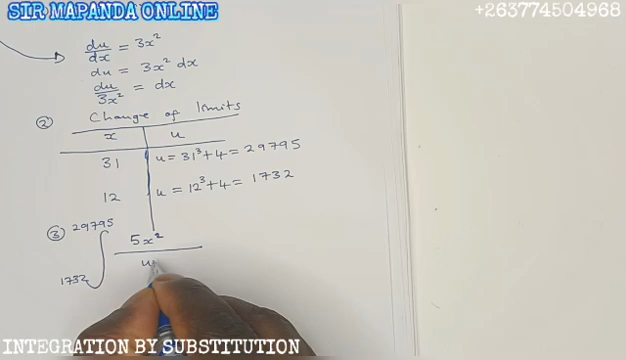 SIR MAPANDA ONLINE
+263774504968
du/dx = 3x²
du = 3x² dx
du/3x² = dx
② Change of limits
x u
31 u = 31³+4 = 29795
12 u = 12³+4 = 1732
③ 29795
5x²
u
1732
INTEGRATION BY SUBSTITUTION